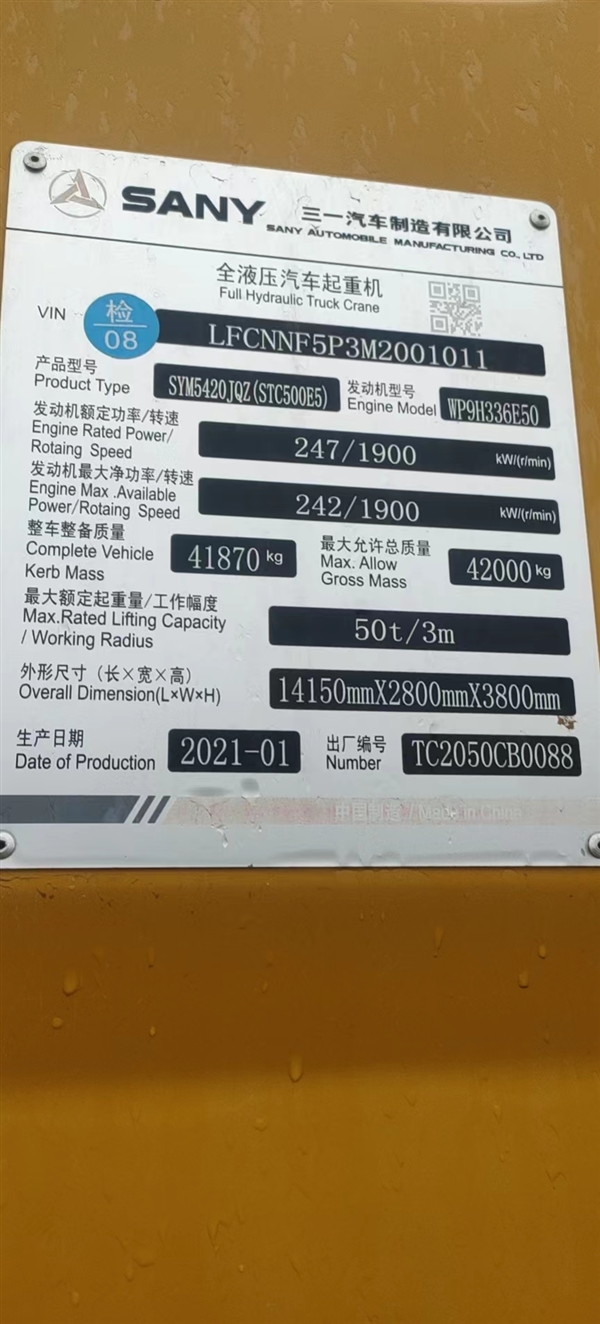 SANY 三一汽车制造有限公司
SANY AUTOMOBILE MANUFACTURING CO., LTD
全液压汽车起重机
Full Hydraulic Truck Crane
VIN 检 08 LFCNNF5P3M2001011
产品型号 Product Type SYM5420JQZ(STC500E5) 发动机型号 Engine Model WP9H336E50
发动机额定功率/转速
Engine Rated Power/
Rotaing Speed 247/1900 kW/(r/min)
发动机最大净功率/转速
Engine Max .Available
Power/Rotaing Speed 242/1900 kW/(r/min)
整车整备质量
Complete Vehicle
Kerb Mass 41870 kg
最大允许总质量
Max. Allow
Gross Mass 42000 kg
最大额定起重量/工作幅度
Max.Rated Lifting Capacity
/ Working Radius 50t/3m
外形尺寸（长×宽×高）
Overall Dimension(L×W×H) 14150mmX2800mmX3800mm
生产日期
Date of Production 2021-01
出厂编号
Number TC2050CB0088
中国制造 / Made in China